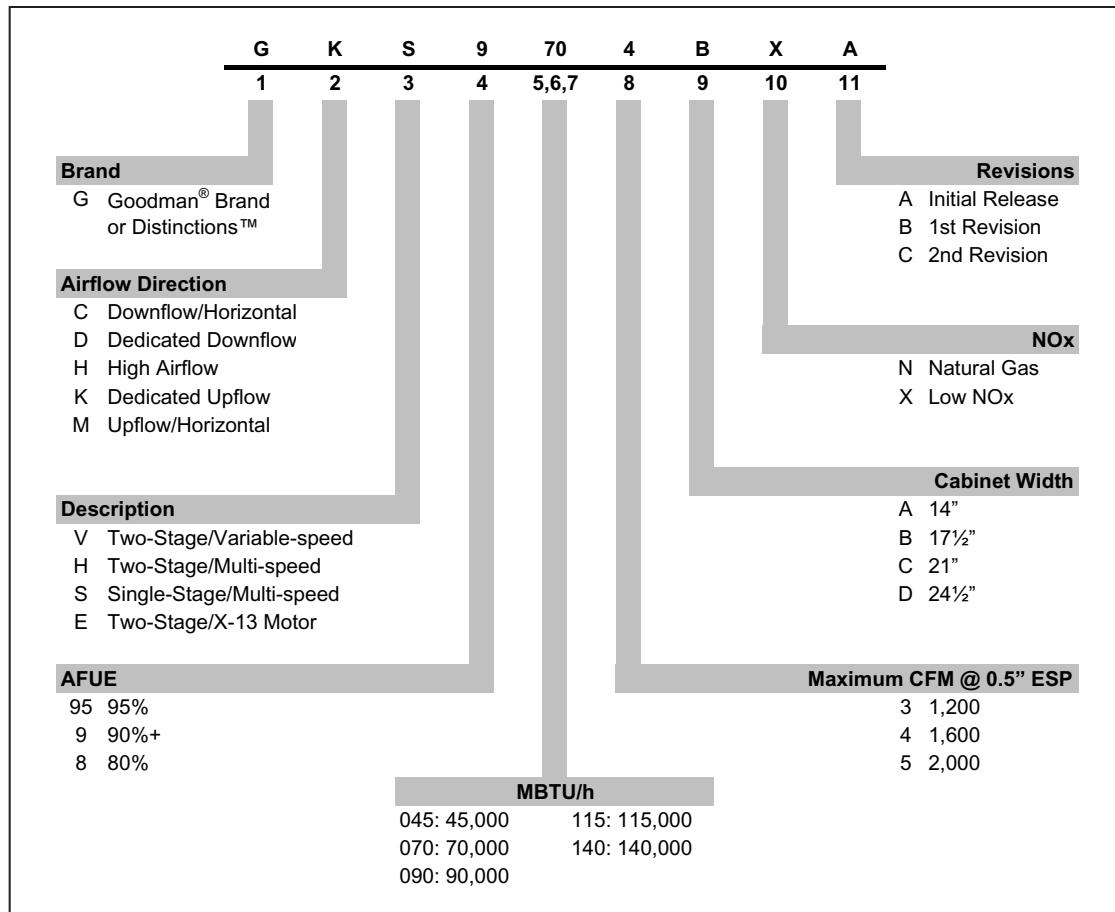 G K S 9 70 4 B X A
1 2 3 4 5,6,7 8 9 10 11
Brand
G Goodman® Brand
or Distinctions™
Airflow Direction
C Downflow/Horizontal
D Dedicated Downflow
H High Airflow
K Dedicated Upflow
M Upflow/Horizontal
Description
V Two-Stage/Variable-speed
H Two-Stage/Multi-speed
S Single-Stage/Multi-speed
E Two-Stage/X-13 Motor
AFUE
95 95%
9 90%+
8 80%
MBTU/h
045: 45,000 115: 115,000
070: 70,000 140: 140,000
090: 90,000
Revisions
A Initial Release
B 1st Revision
C 2nd Revision
NOx
N Natural Gas
X Low NOx
Cabinet Width
A 14”
B 17½”
C 21”
D 24½”
Maximum CFM @ 0.5” ESP
3 1,200
4 1,600
5 2,000